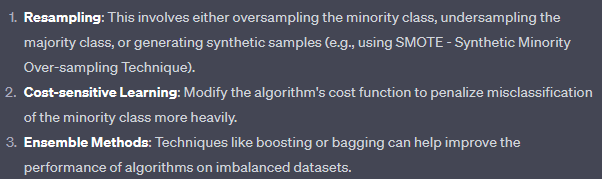 1. Resampling: This involves either oversampling the minority class, undersampling the
majority class, or generating synthetic samples (e.g., using SMOTE - Synthetic Minority
Over-sampling Technique).
2. Cost-sensitive Learning: Modify the algorithm's cost function to penalize misclassification
of the minority class more heavily.
3. Ensemble Methods: Techniques like boosting or bagging can help improve the
performance of algorithms on imbalanced datasets.